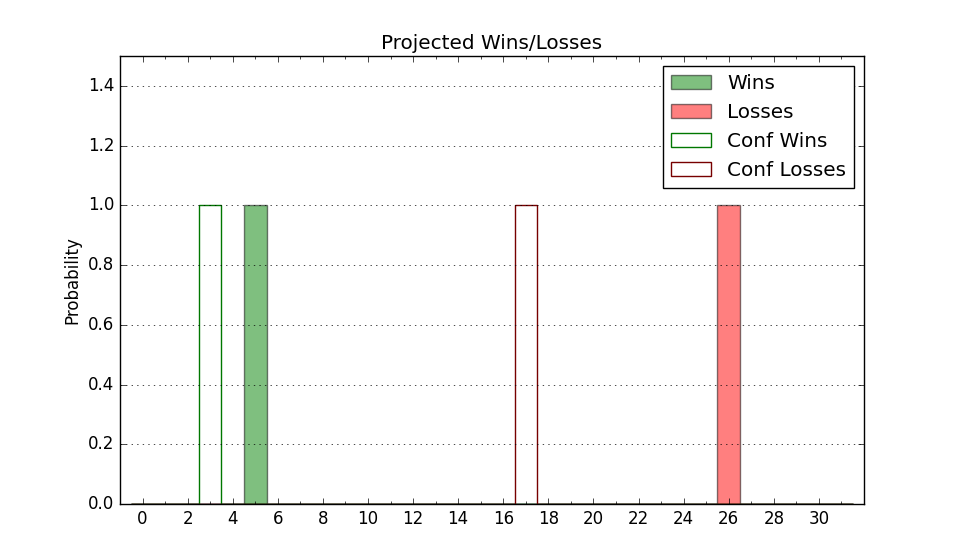 Projected Wins/Losses
Wins
Losses
Conf Wins
Conf Losses
Probability
1.4
1.2
1.0
0.8
0.6
0.4
0.2
0.0
0 2 4 6 8 10 12 14 16 18 20 22 24 26 28 30